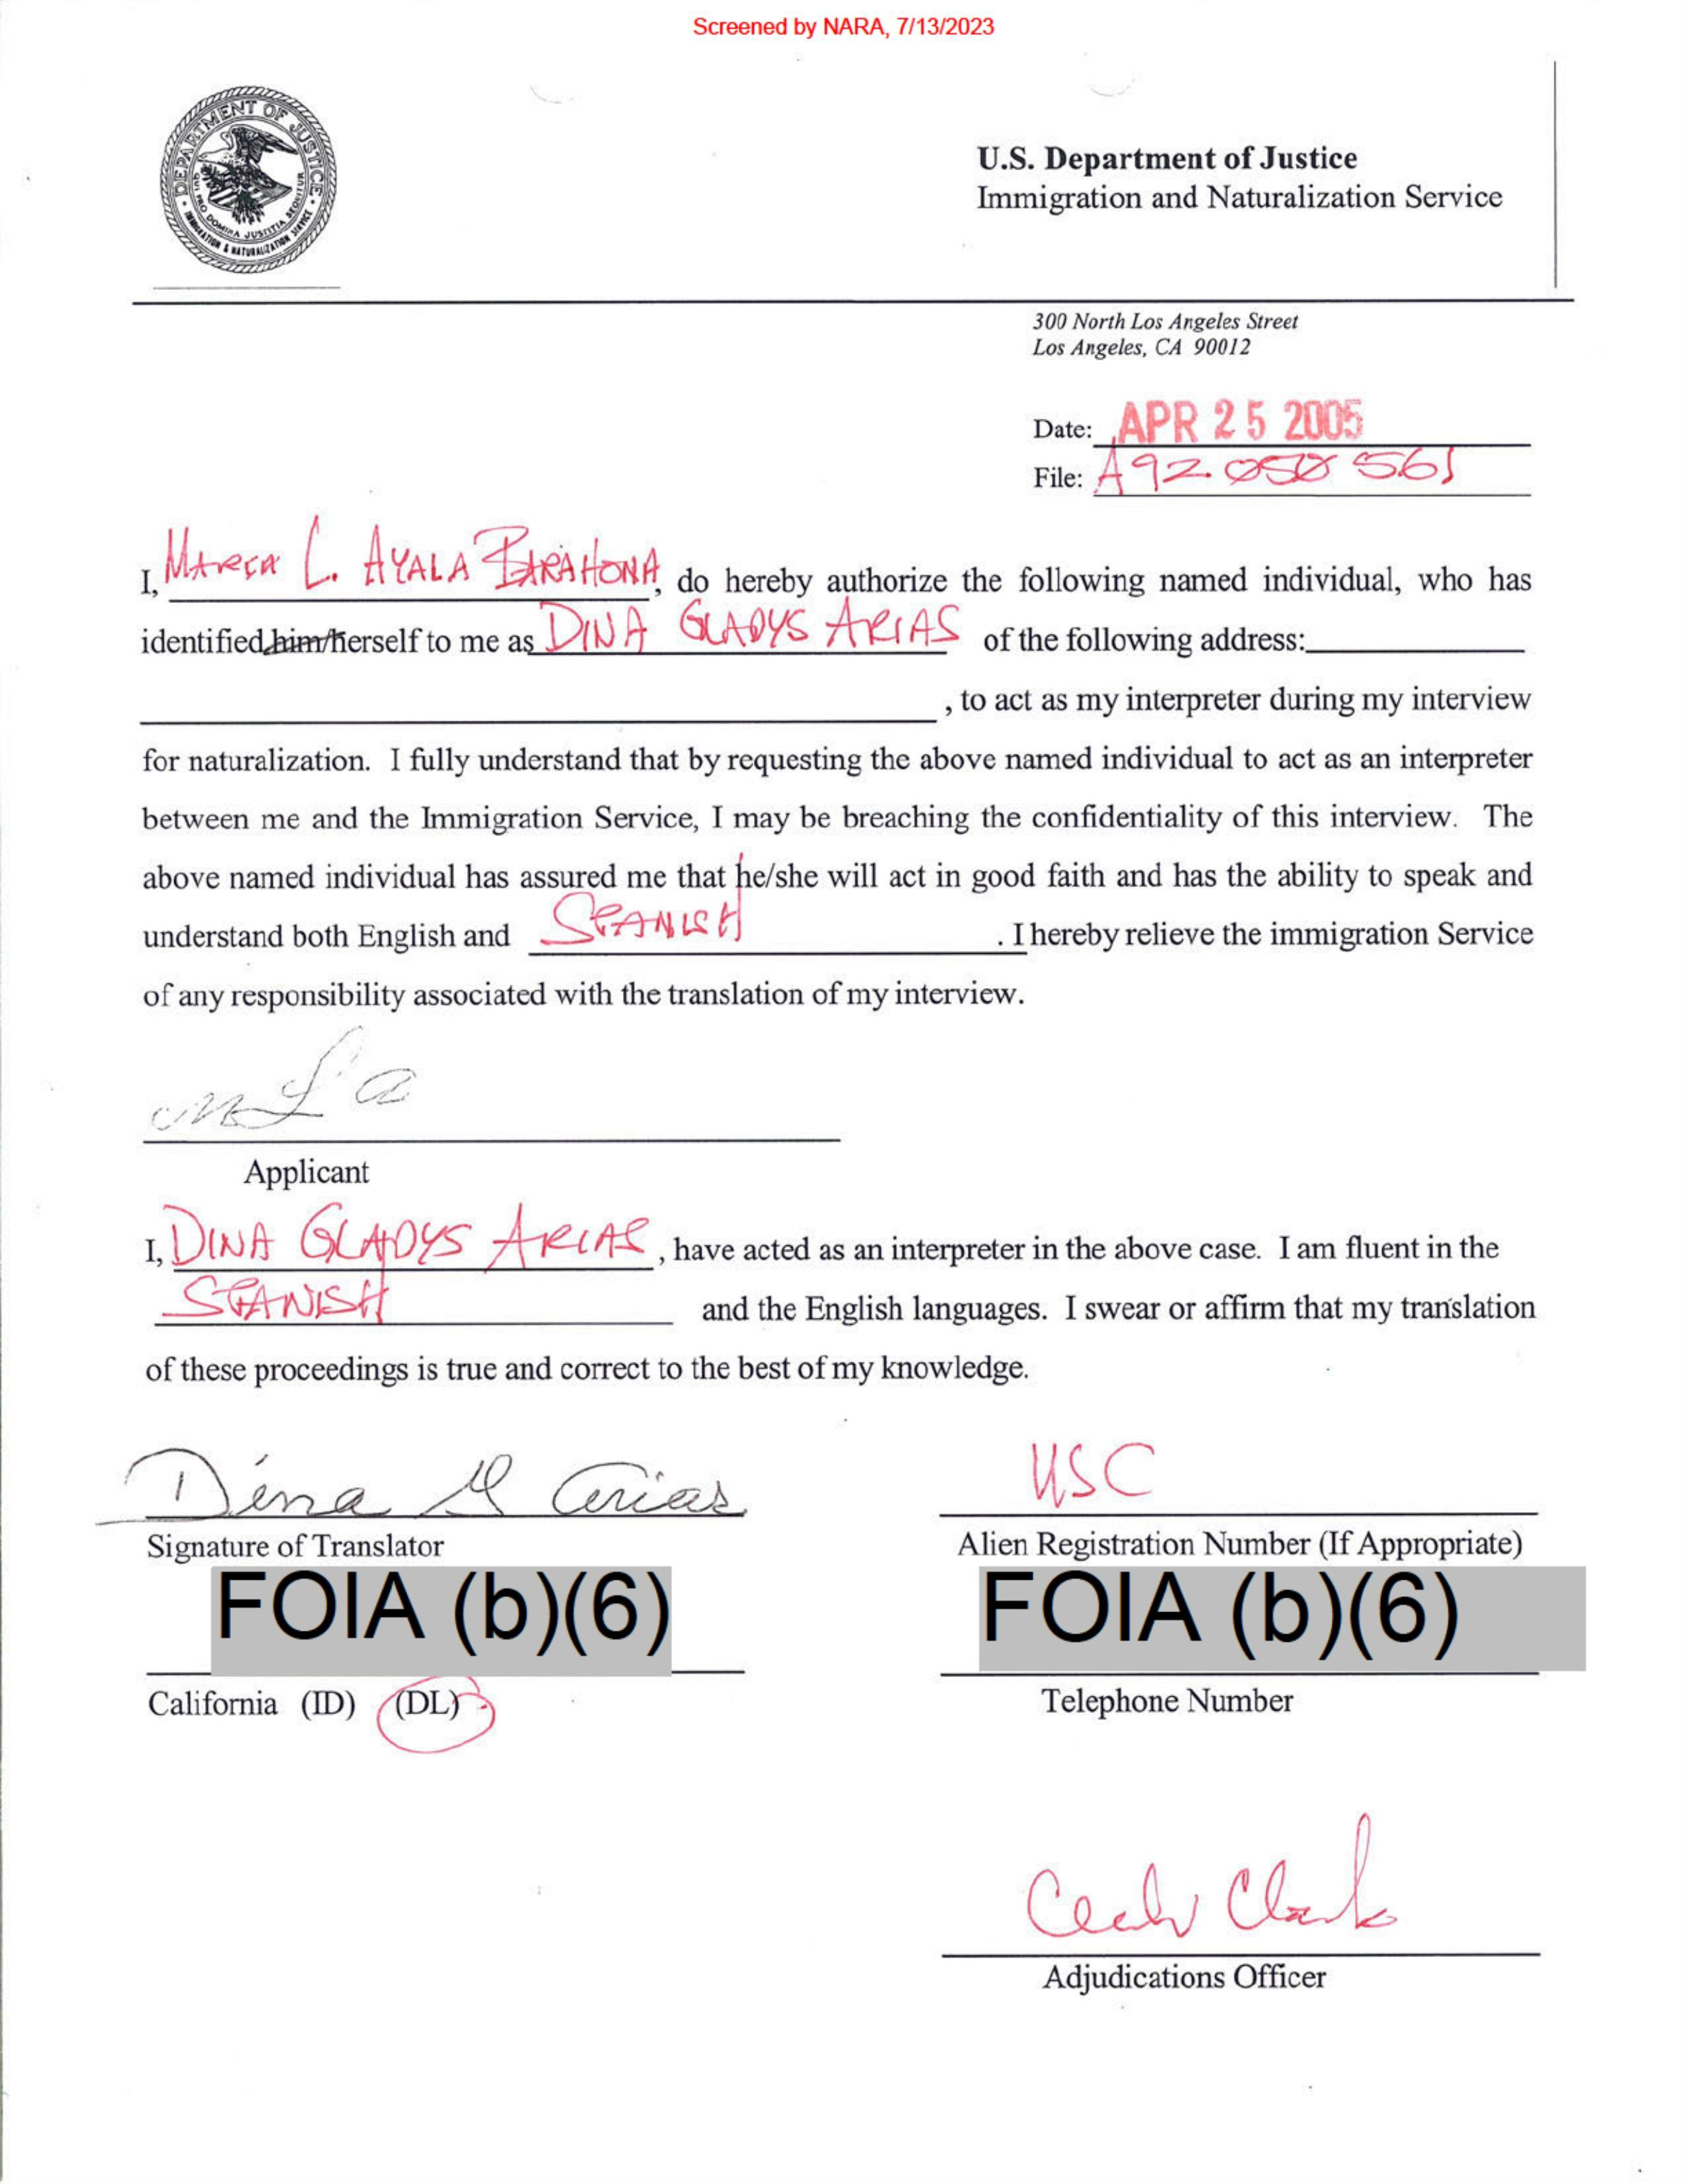 Screened by NARA, 7/13/2023
DEPARTMENT OF JUSTICE
QUI PRO DOMINA JUSTITIA SEQUITUR
IMMIGRATION & NATURALIZATION SERVICE
U.S. Department of Justice
Immigration and Naturalization Service
300 North Los Angeles Street
Los Angeles, CA 90012
Date: APR 25 2005
File: A92 050 561
I, L. AYALA BARAHONA, do hereby authorize the following named individual, who has
identified him/herself to me as DINA GLADYS ARIAS of the following address:
, to act as my interpreter during my interview
for naturalization. I fully understand that by requesting the above named individual to act as an interpreter
between me and the Immigration Service, I may be breaching the confidentiality of this interview. The
above named individual has assured me that he/she will act in good faith and has the ability to speak and
understand both English and SPANISH . I hereby relieve the immigration Service
of any responsibility associated with the translation of my interview.
Applicant
I, DINA GLADYS ARIAS, have acted as an interpreter in the above case. I am fluent in the
SPANISH and the English languages. I swear or affirm that my translation
of these proceedings is true and correct to the best of my knowledge.
Dina G Arias USC
Signature of Translator Alien Registration Number (If Appropriate)
FOIA (b)(6) FOIA (b)(6)
California (ID) (DL) Telephone Number
Clark
Adjudications Officer